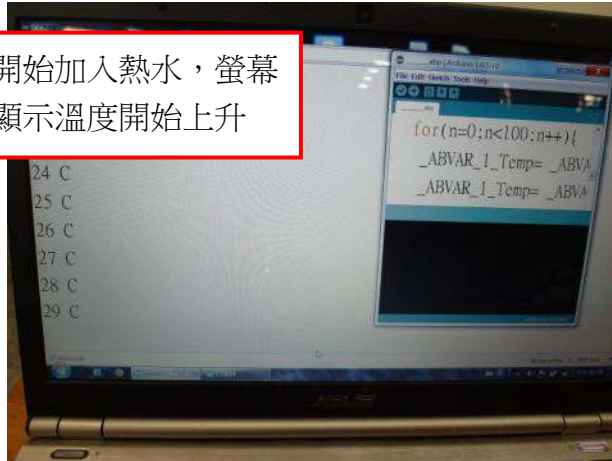 開始加入熱水，螢幕
顯示溫度開始上升
24 C
25 C
26 C
27 C
28 C
29 C
File Edit Sketch Tools Help
for(n=0;n<100;n++){
_ABVAR_1_Temp= _ABVA
_ABVAR_1_Temp= _ABVA
ASUS